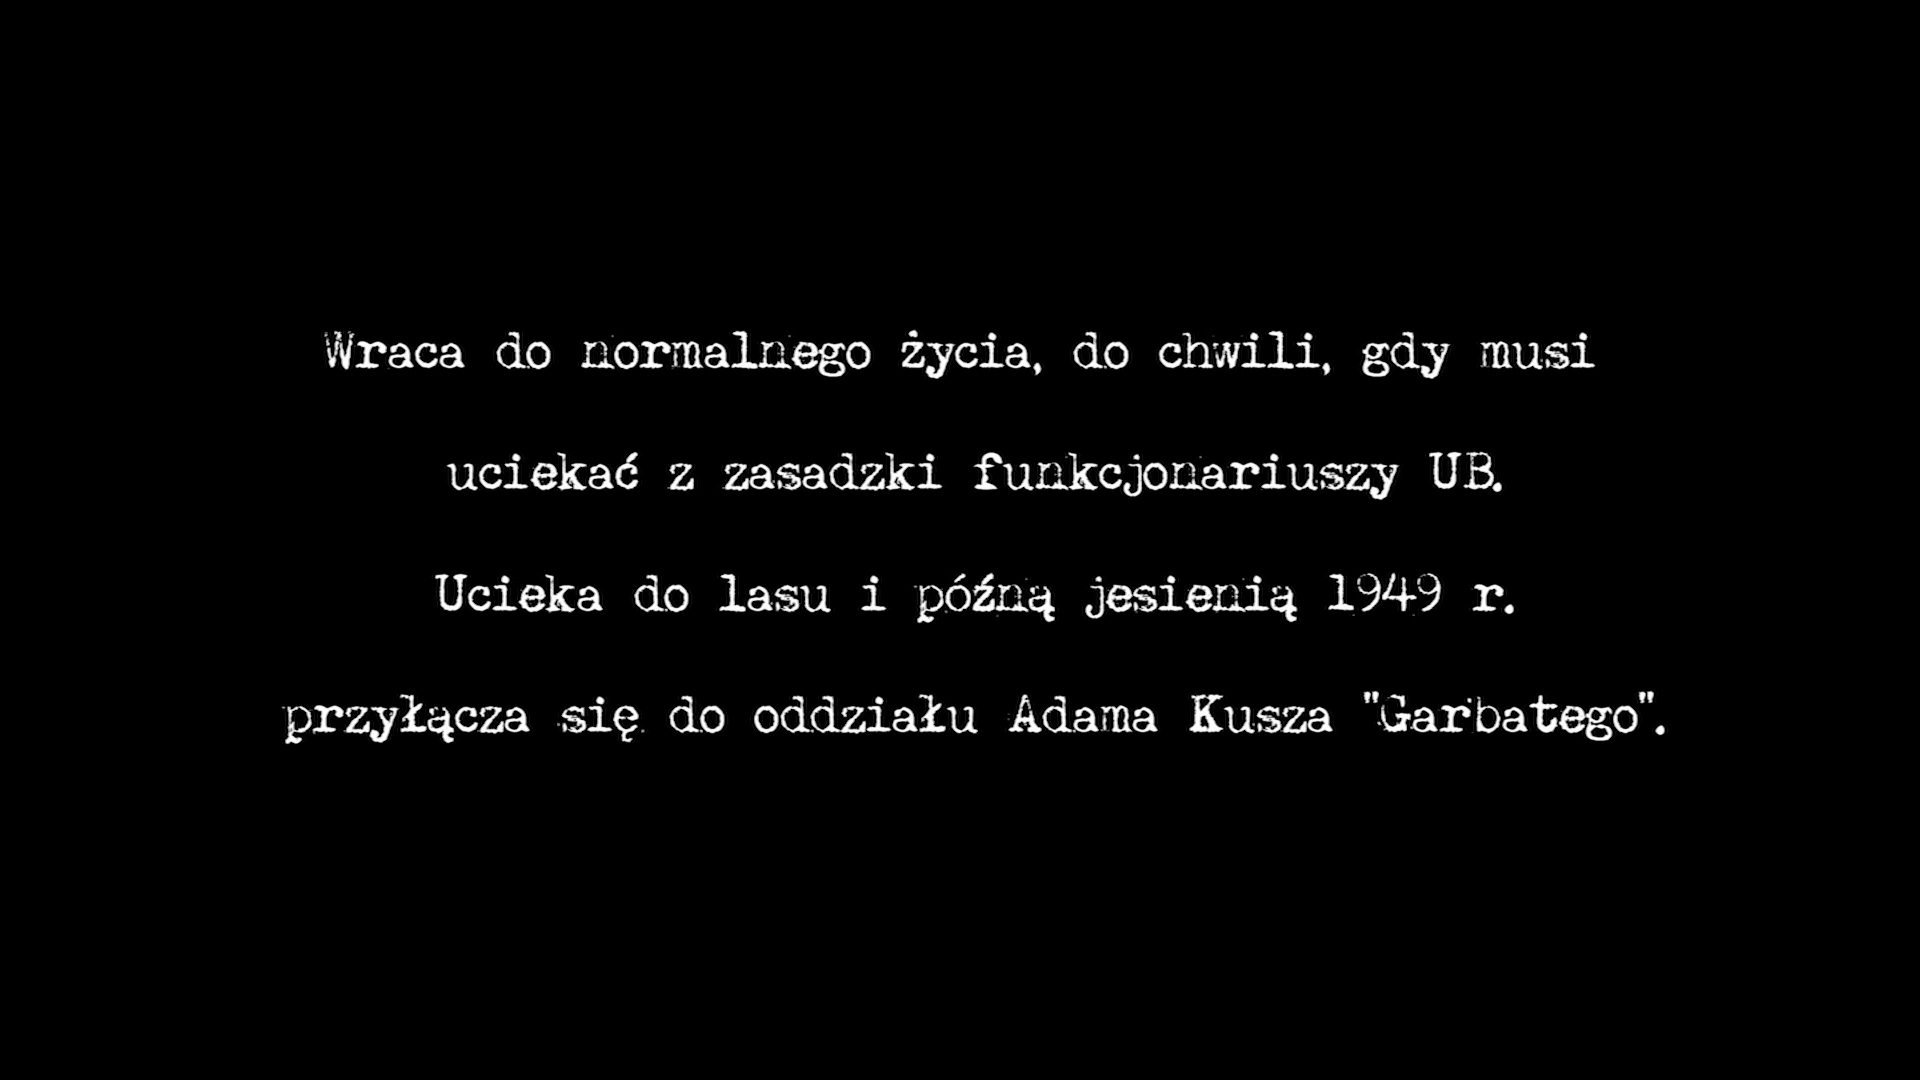 Wraca do normalnego życia, do chwili, gdy musi
uciekać z zasadzki funkcjonariuszy UB.
Ucieka do lasu i późną jesienią 1949 r.
przyłącza się do oddziału Adama Kusza "Garbatego".